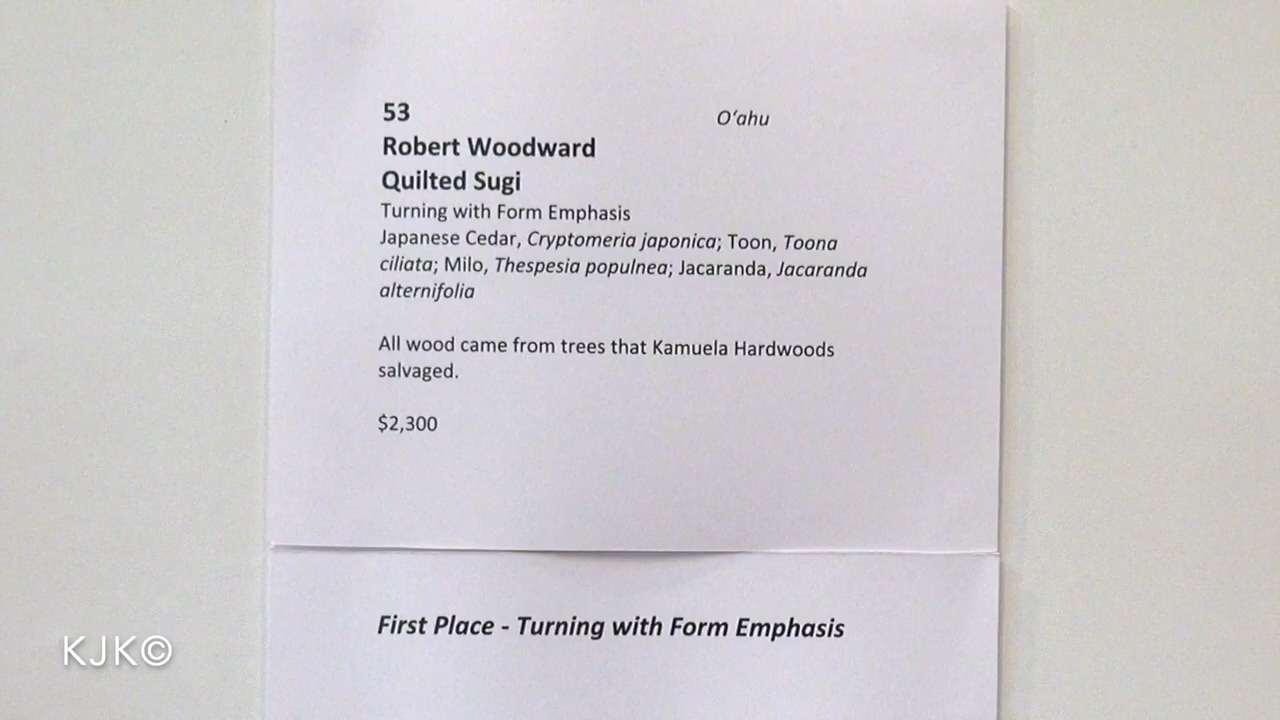 53
Oʻahu
Robert Woodward
Quilted Sugi
Turning with Form Emphasis
Japanese Cedar, Cryptomeria japonica; Toon, Toona
ciliata; Milo, Thespesia populnea; Jacaranda, Jacaranda
alternifolia
All wood came from trees that Kamuela Hardwoods
salvaged.
$2,300
First Place - Turning with Form Emphasis
KJK©